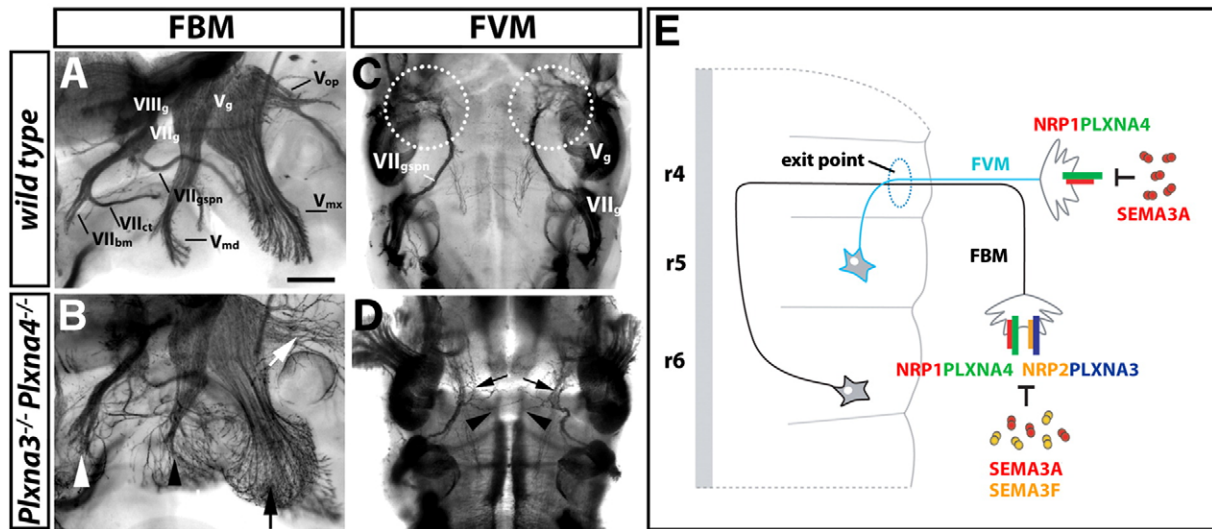 FBM
FVM
wild type
Plxna3-/- Plxna4-/-
A
Vop
VIIIg
Vg
VIIg
VIIgspn
Vmx
VIIct
VIIbm
Vmd
C
Vg
VIIgspn
VIIg
B
D
E
NRP1PLXNA4
exit point
r4
SEMA3A
FBM
r5
r6
NRP1PLXNA4 NRP2PLXNA3
SEMA3A
SEMA3F